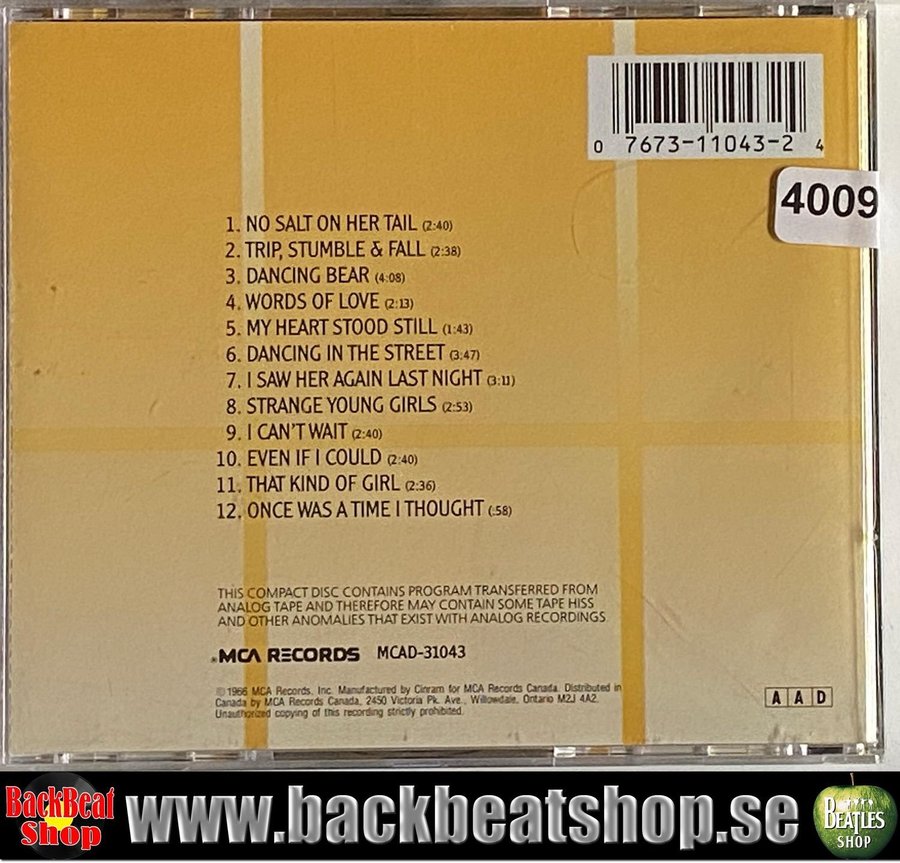 0 7673-11043-2 4
4009
1. NO SALT ON HER TAIL (2:40)
2. TRIP, STUMBLE & FALL (2:38)
3. DANCING BEAR (4:08)
4. WORDS OF LOVE (2:13)
5. MY HEART STOOD STILL (1:43)
6. DANCING IN THE STREET (3:47)
7. I SAW HER AGAIN LAST NIGHT (3:11)
8. STRANGE YOUNG GIRLS (2:53)
9. I CAN'T WAIT (2:40)
10. EVEN IF I COULD (2:40)
11. THAT KIND OF GIRL (2:36)
12. ONCE WAS A TIME I THOUGHT (:58)
THIS COMPACT DISC CONTAINS PROGRAM TRANSFERRED FROM
ANALOG TAPE AND THEREFORE MAY CONTAIN SOME TAPE HISS
AND OTHER ANOMALIES THAT EXIST WITH ANALOG RECORDINGS
MCA RECORDS MCAD-31043
℗ 1966 MCA Records, Inc. Manufactured by Cinram for MCA Records Canada. Distributed in
Canada by MCA Records Canada, 2450 Victoria Pk. Ave., Willowdale, Ontario M2J 4A2.
Unauthorized copying of this recording strictly prohibited.
A A D
BackBeat
Shop
www.backbeatshop.se
BEATLES
SHOP